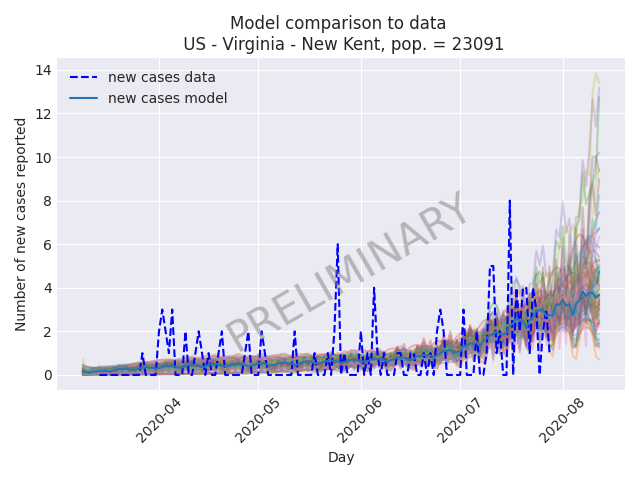 Model comparison to data
US - Virginia - New Kent, pop. = 23091
new cases data
new cases model
Number of new cases reported
14
12
10
8
6
4
2
0
PRELIMINARY
2020-04
2020-05
2020-06
2020-07
2020-08
Day